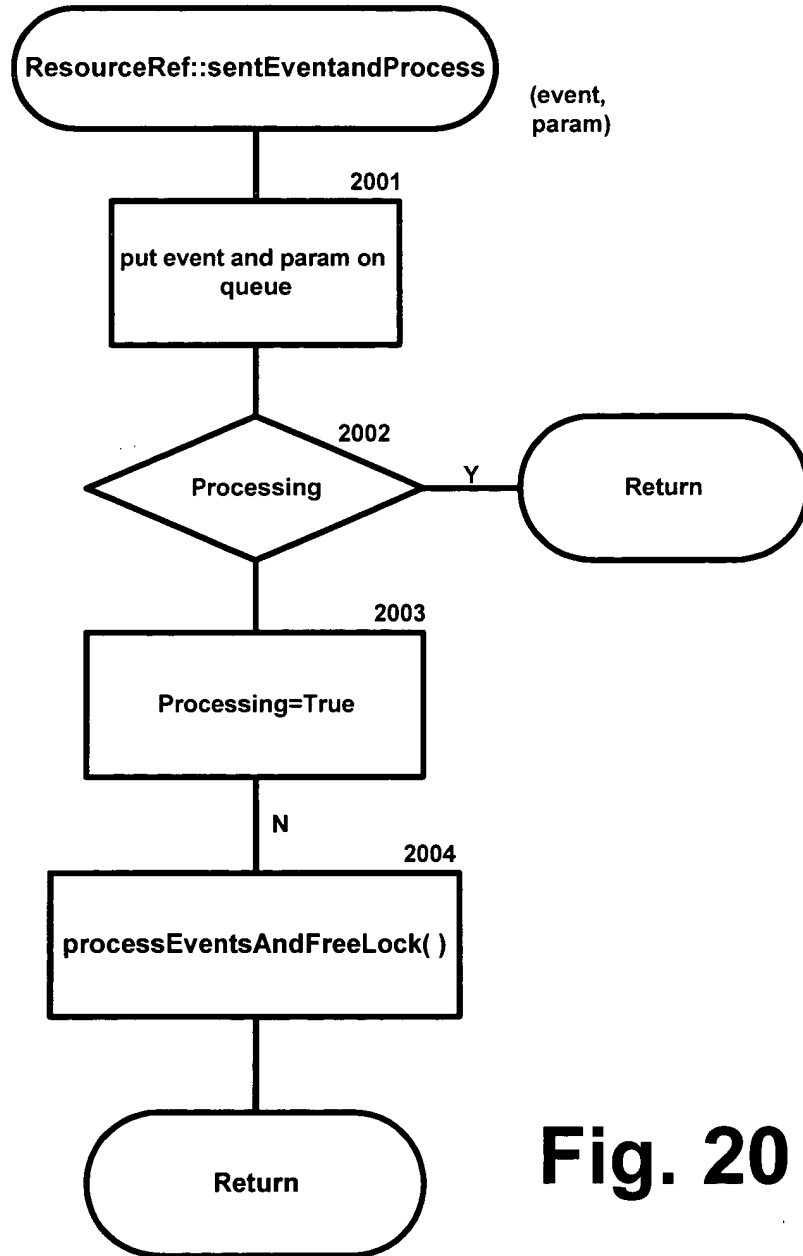 ResourceRef::sentEventandProcess
(event,
param)
2001
put event and param on
queue
2002
Processing
Y
Return
2003
Processing=True
N
2004
processEventsAndFreeLock( )
Return
Fig. 20